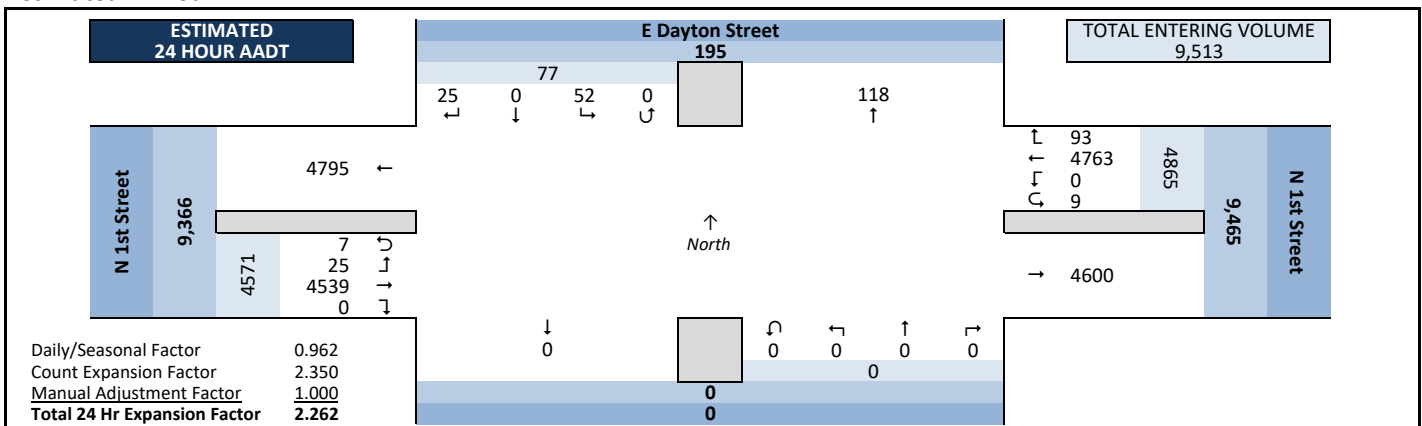 ESTIMATED
24 HOUR AADT
E Dayton Street
195
77
25 0 52 0
↵ ↓ ↳ ↺
118
↑
TOTAL ENTERING VOLUME
9,513
N 1st Street
9,366
4795 ←
4571
7
25
4539 →
0
↑
North
93
← 4763
0
9
4865
→ 4600
9,465
N 1st Street
↓
0
↑
0 0 0 0
0
0
0
Daily/Seasonal Factor 0.962
Count Expansion Factor 2.350
Manual Adjustment Factor 1.000
Total 24 Hr Expansion Factor 2.262